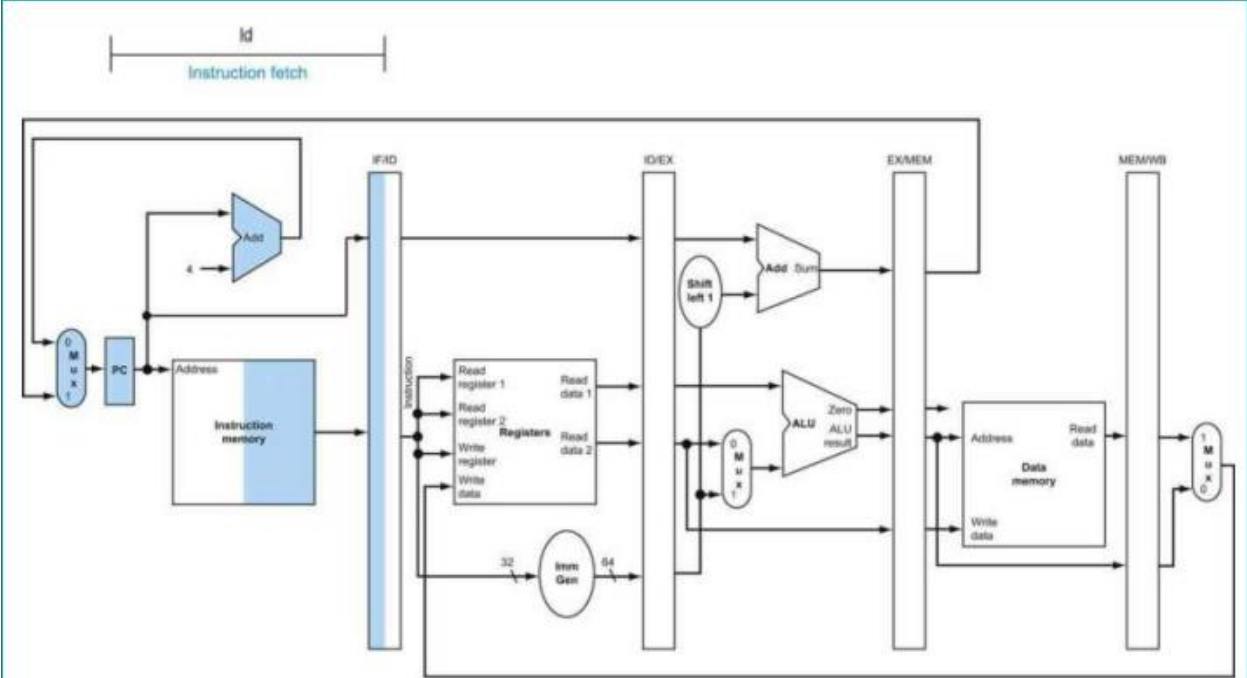 ld
Instruction fetch
IF/ID
ID/EX
EX/MEM
MEM/WB
Add
4
Add Sum
Shift
left 1
0
M
u
x
1
PC
Address
Instruction
memory
Instruction
Read
register 1
Read
register 2
Write
register
Write
data
Registers
Read
data 1
Read
data 2
0
M
u
x
1
ALU
Zero
ALU
result
Address
Write
data
Data
memory
Read
data
1
M
u
x
0
32
Imm
Gen
64